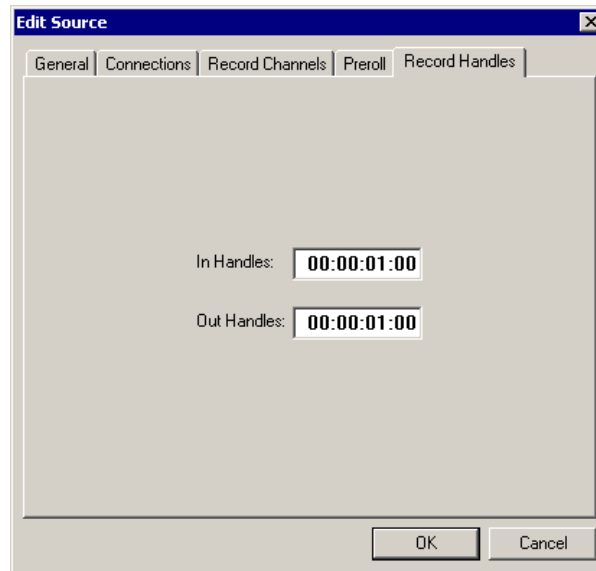 Edit Source
General Connections Record Channels Preroll Record Handles
In Handles: 00:00:01:00
Out Handles: 00:00:01:00
OK Cancel